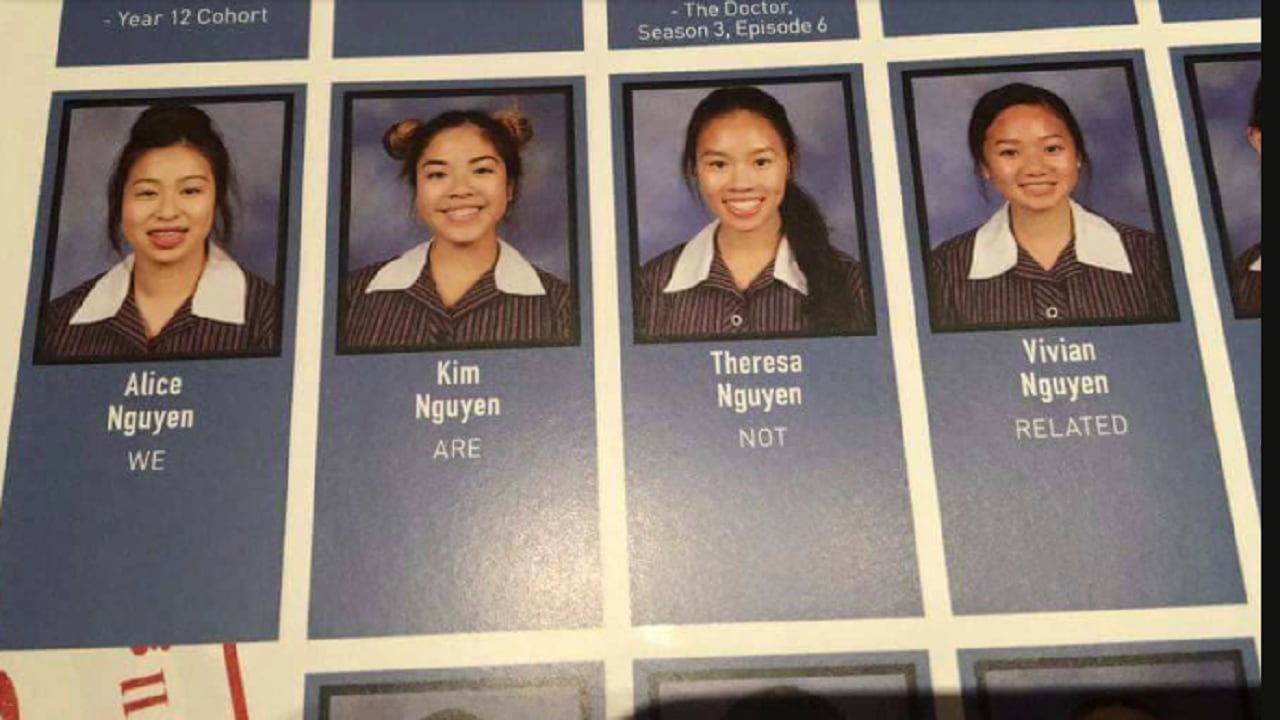 - Year 12 Cohort
- The Doctor,
Season 3, Episode 6
Alice
Nguyen
WE
Kim
Nguyen
ARE
Theresa
Nguyen
NOT
Vivian
Nguyen
RELATED